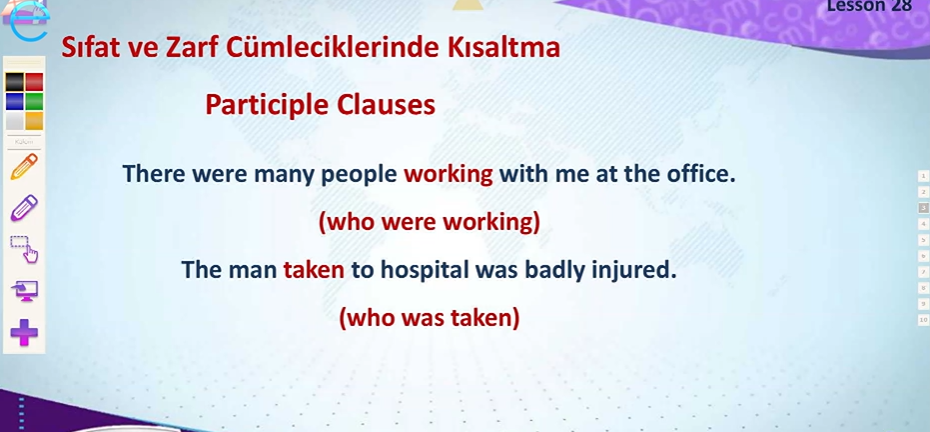 Lesson 28
Sıfat ve Zarf Cümleciklerinde Kısaltma
Participle Clauses
There were many people working with me at the office.
(who were working)
The man taken to hospital was badly injured.
(who was taken)
1
2
3
4
5
6
7
8
9
10